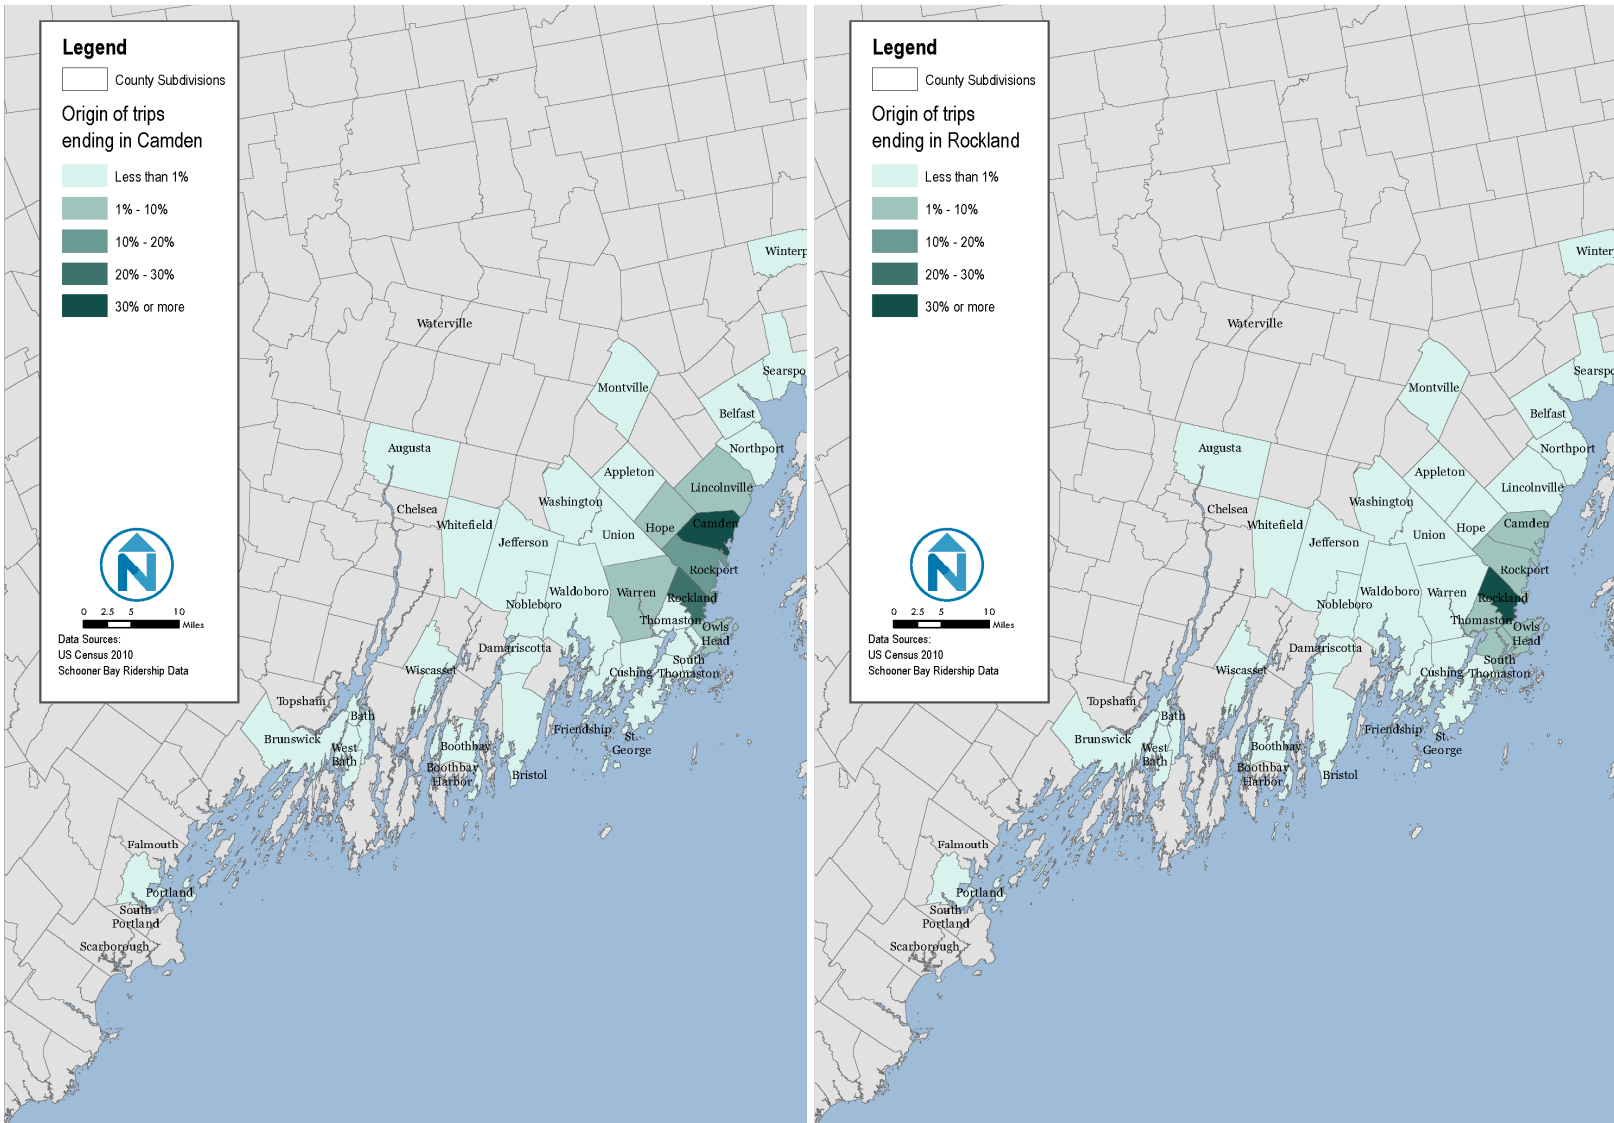 Legend
County Subdivisions
Origin of trips
ending in Camden
Less than 1%
1% - 10%
10% - 20%
20% - 30%
30% or more
N
0 2.5 5 10
Miles
Data Sources:
US Census 2010
Schooner Bay Ridership Data
Winterp
Waterville
Searspo
Montville
Belfast
Augusta
Northport
Appleton
Lincolnville
Washington
Chelsea
Whitefield
Hope
Camden
Union
Jefferson
Rockport
Waldoboro
Warren
Rockland
Nobleboro
Thomaston
Owls
Head
Damariscotta
South
Thomaston
Wiscasset
Cushing
Topsham
Bath
Friendship
St.
George
Brunswick
West
Bath
Boothbay
Boothbay
Harbor
Bristol
Falmouth
Portland
South
Portland
Scarborough
Legend
County Subdivisions
Origin of trips
ending in Rockland
Less than 1%
1% - 10%
10% - 20%
20% - 30%
30% or more
N
0 2.5 5 10
Miles
Data Sources:
US Census 2010
Schooner Bay Ridership Data
Winter
Waterville
Searspo
Montville
Belfast
Augusta
Northport
Appleton
Lincolnville
Washington
Chelsea
Whitefield
Hope
Camden
Union
Jefferson
Rockport
Waldoboro
Warren
Rockland
Nobleboro
Thomaston
Owls
Head
Damariscotta
South
Thomaston
Wiscasset
Cushing
Topsham
Bath
Friendship
St.
George
Brunswick
West
Bath
Boothbay
Boothbay
Harbor
Bristol
Falmouth
Portland
South
Portland
Scarborough